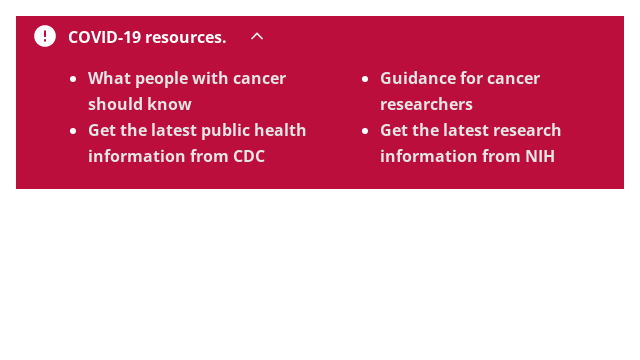 COVID-19 resources.
What people with cancer
should know
Get the latest public health
information from CDC
Guidance for cancer
researchers
Get the latest research
information from NIH